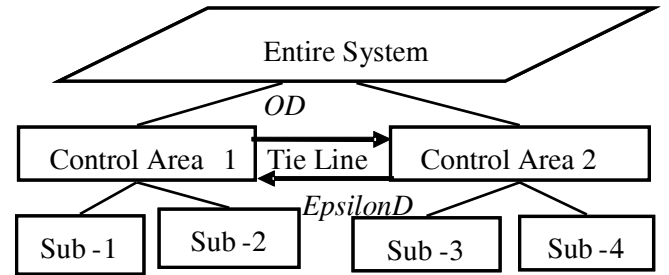 Entire System
OD
Control Area 1
Tie Line
Control Area 2
EpsilonD
Sub -1
Sub -2
Sub -3
Sub -4